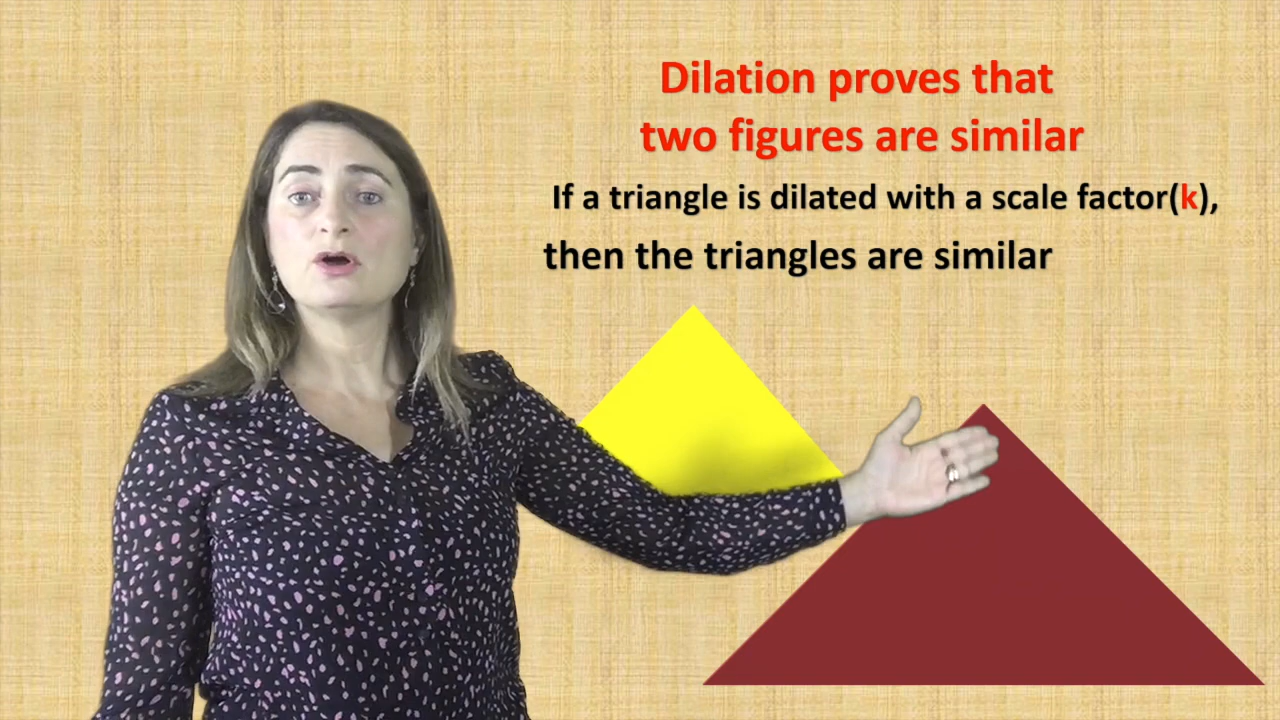 Dilation proves that
two figures are similar
If a triangle is dilated with a scale factor(k),
then the triangles are similar